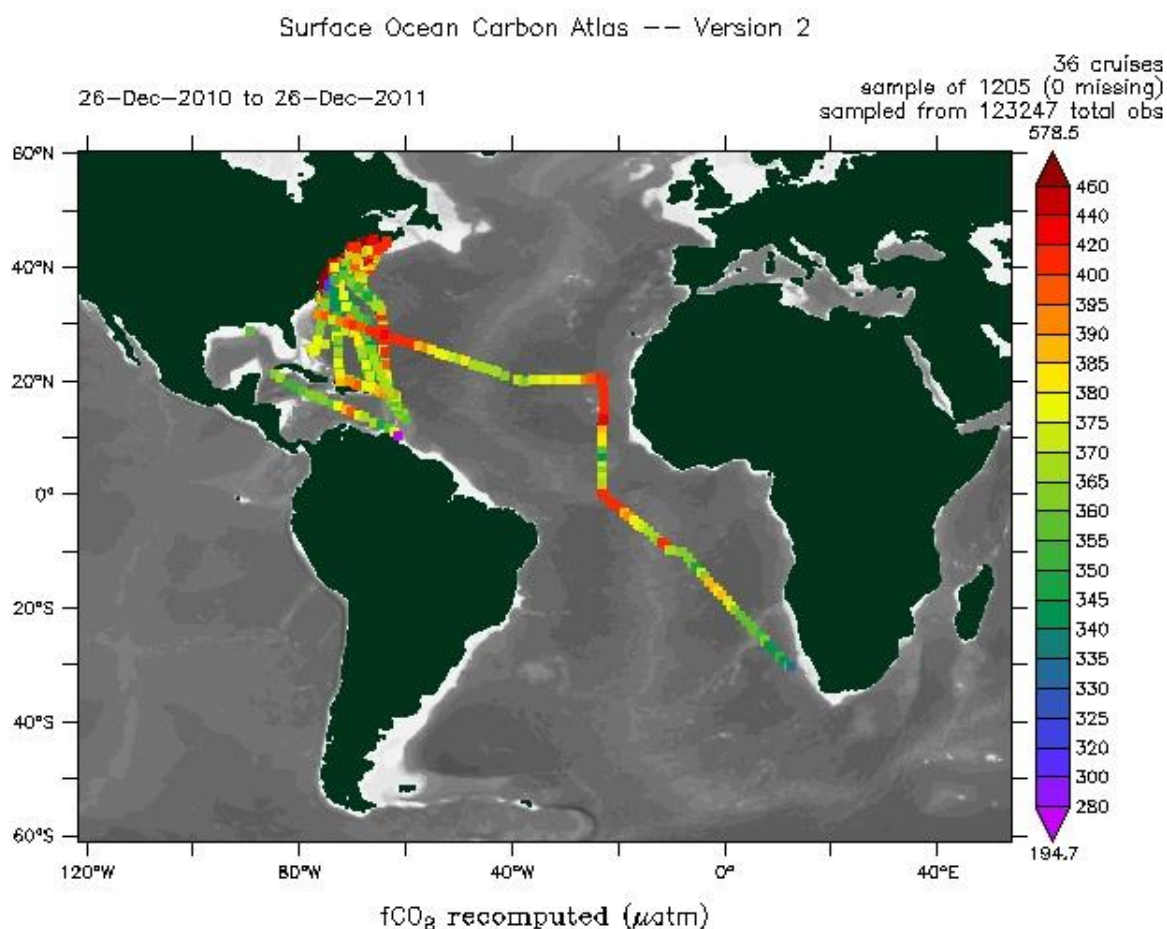 Surface Ocean Carbon Atlas -- Version 2
36 cruises
26-Dec-2010 to 26-Dec-2011
sample of 1205 (0 missing)
sampled from 123247 total obs
578.5
60°N
40°N
20°N
0°
20°S
40°S
60°S
120°W
80°W
40°W
0°
40°E
460
440
420
400
395
390
385
380
375
370
365
360
355
350
345
340
335
330
325
320
300
280
194.7
fCO₂ recomputed (μatm)